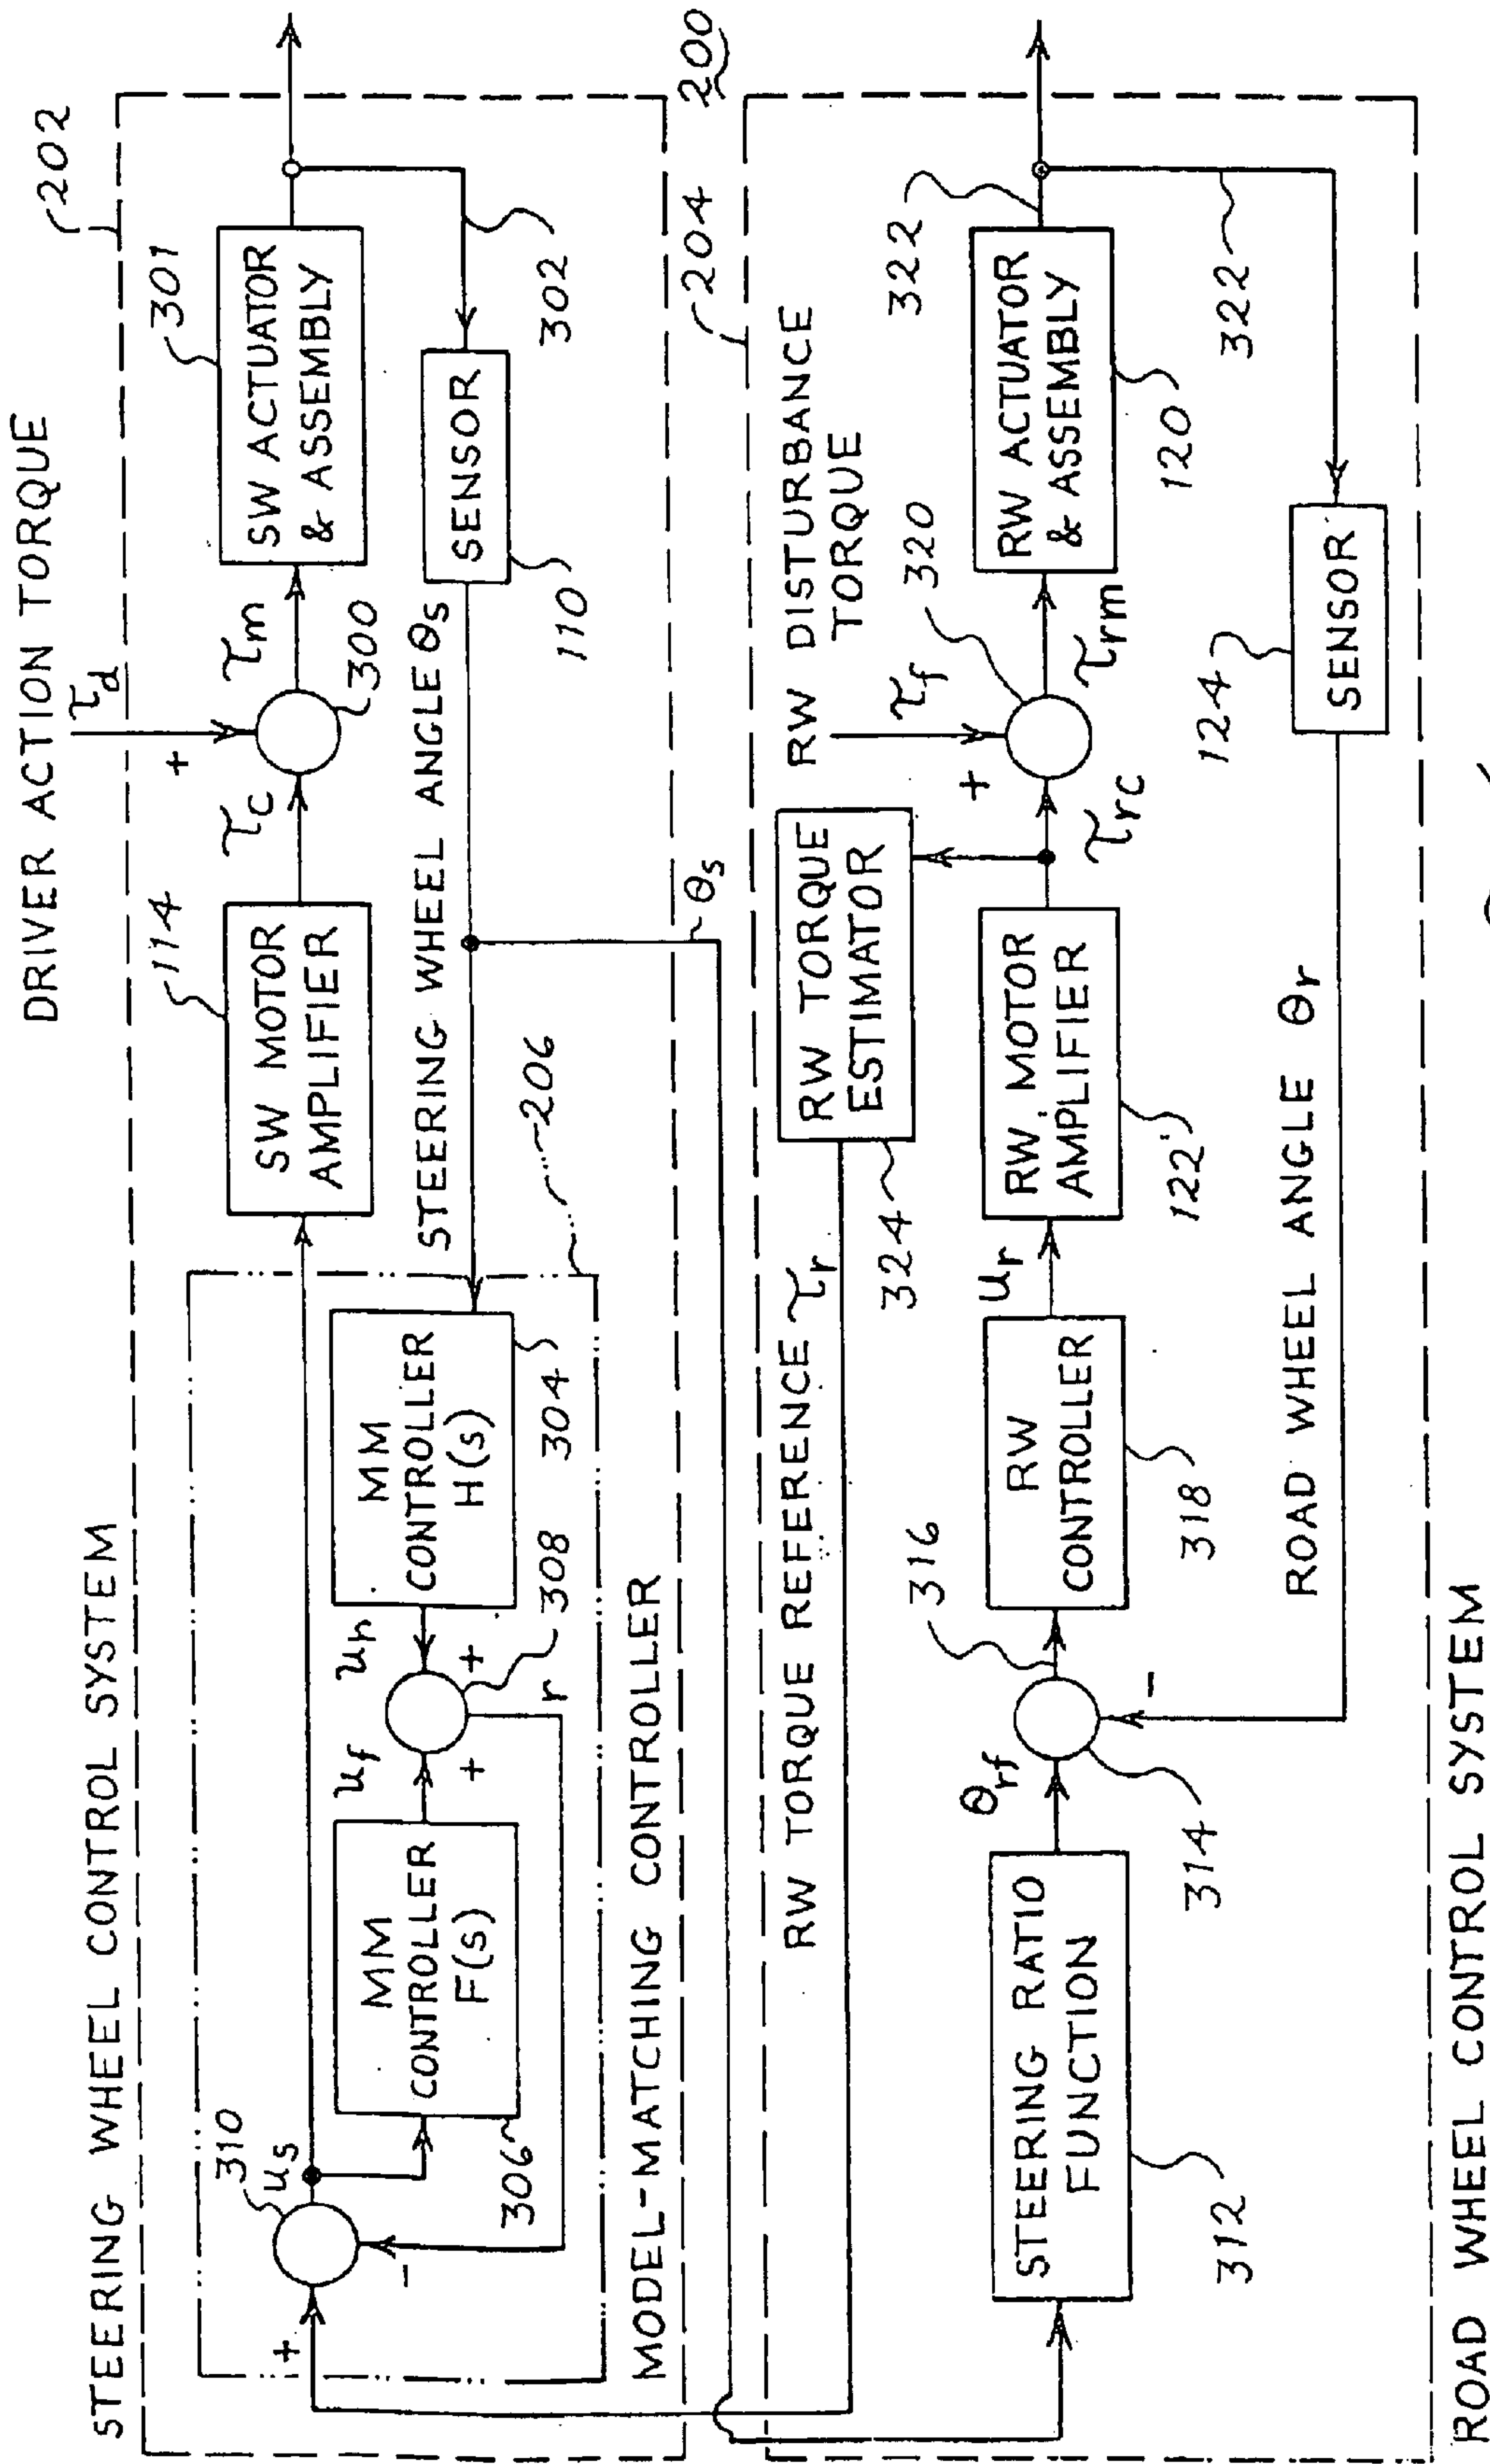 DRIVER ACTION TORQUE
STEERING WHEEL CONTROL SYSTEM
202
τd
+
310
us
+
-
114
SW MOTOR
AMPLIFIER
τc
τm
300
301
SW ACTUATOR
& ASSEMBLY
302
SENSOR
110
STEERING WHEEL ANGLE θs
206
MM
CONTROLLER
F(s)
306
uf
+
uh
+
r
308
MM
CONTROLLER
H(s)
304
MODEL-MATCHING CONTROLLER
θs
200
204
RW TORQUE REFERENCE τr
RW TORQUE
ESTIMATOR
324
RW DISTURBANCE
TORQUE
τf
+
320
STEERING RATIO
FUNCTION
312
θrf
314
-
316
RW
CONTROLLER
318
ur
RW MOTOR
AMPLIFIER
122
τrc
τrm
RW ACTUATOR
& ASSEMBLY
120
322
322
124
SENSOR
ROAD WHEEL ANGLE θr
ROAD WHEEL CONTROL SYSTEM